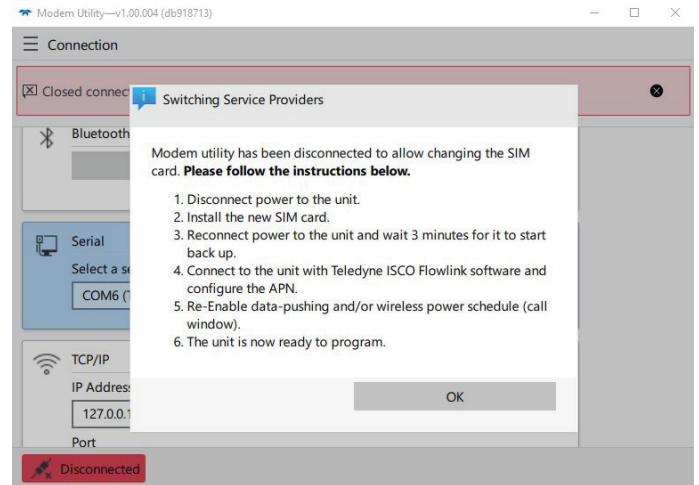 Modem Utility—v1.00.004 (db918713)
Connection
Closed connec
Switching Service Providers
Bluetooth
Modem utility has been disconnected to allow changing the SIM
card. Please follow the instructions below.
1. Disconnect power to the unit.
2. Install the new SIM card.
3. Reconnect power to the unit and wait 3 minutes for it to start
back up.
4. Connect to the unit with Teledyne ISCO Flowlink software and
configure the APN.
5. Re-Enable data-pushing and/or wireless power schedule (call
window).
6. The unit is now ready to program.
OK
Serial
Select a se
COM6 (T
TCP/IP
IP Address
127.0.0.1
Port
Disconnected